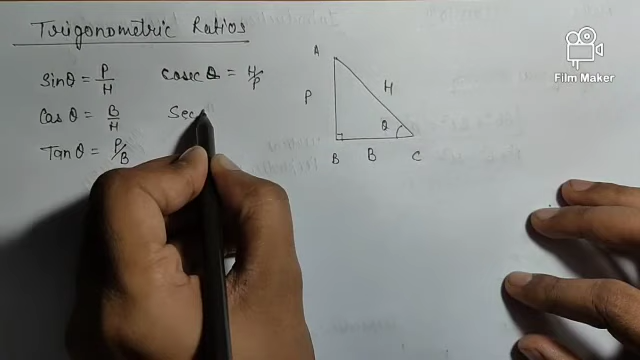 Trigonometric Ratios
Sinθ = P/H cosec θ = H/P
Cos θ = B/H Sec
Tanθ = P/B
A
P H
θ
B B C
Film Maker